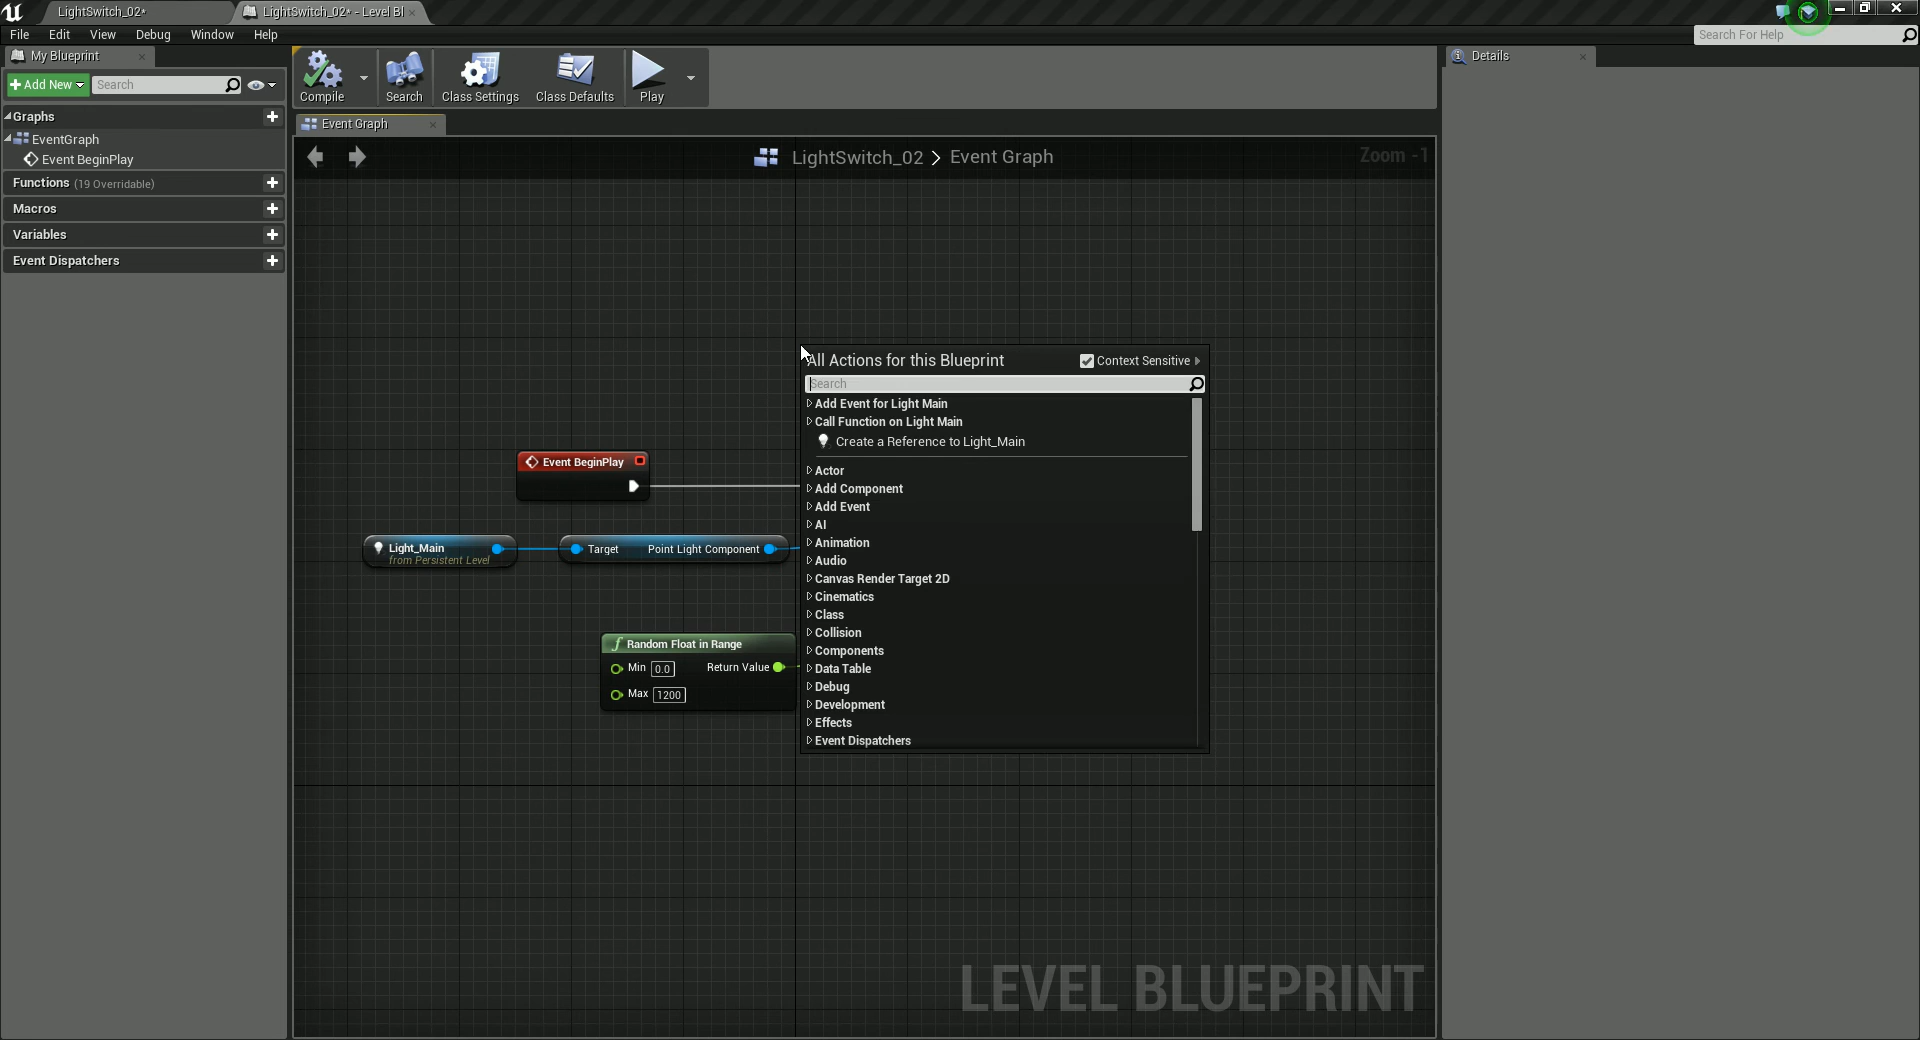 LightSwitch_02*
LightSwitch_02* - Level Bl
File Edit View Debug Window Help
Search For Help
My Blueprint
Add New
Search
Graphs
EventGraph
Event BeginPlay
Functions (19 Overridable)
Macros
Variables
Event Dispatchers
Compile
Search
Class Settings
Class Defaults
Play
Event Graph
LightSwitch_02 > Event Graph
Zoom -1
Details
Event BeginPlay
Light_Main
from Persistent Level
Target Point Light Component
Random Float in Range
Min 0.0 Return Value
Max 1200
All Actions for this Blueprint
Context Sensitive
Search
Add Event for Light Main
Call Function on Light Main
Create a Reference to Light_Main
Actor
Add Component
Add Event
AI
Animation
Audio
Canvas Render Target 2D
Cinematics
Class
Collision
Components
Data Table
Debug
Development
Effects
Event Dispatchers
LEVEL BLUEPRINT